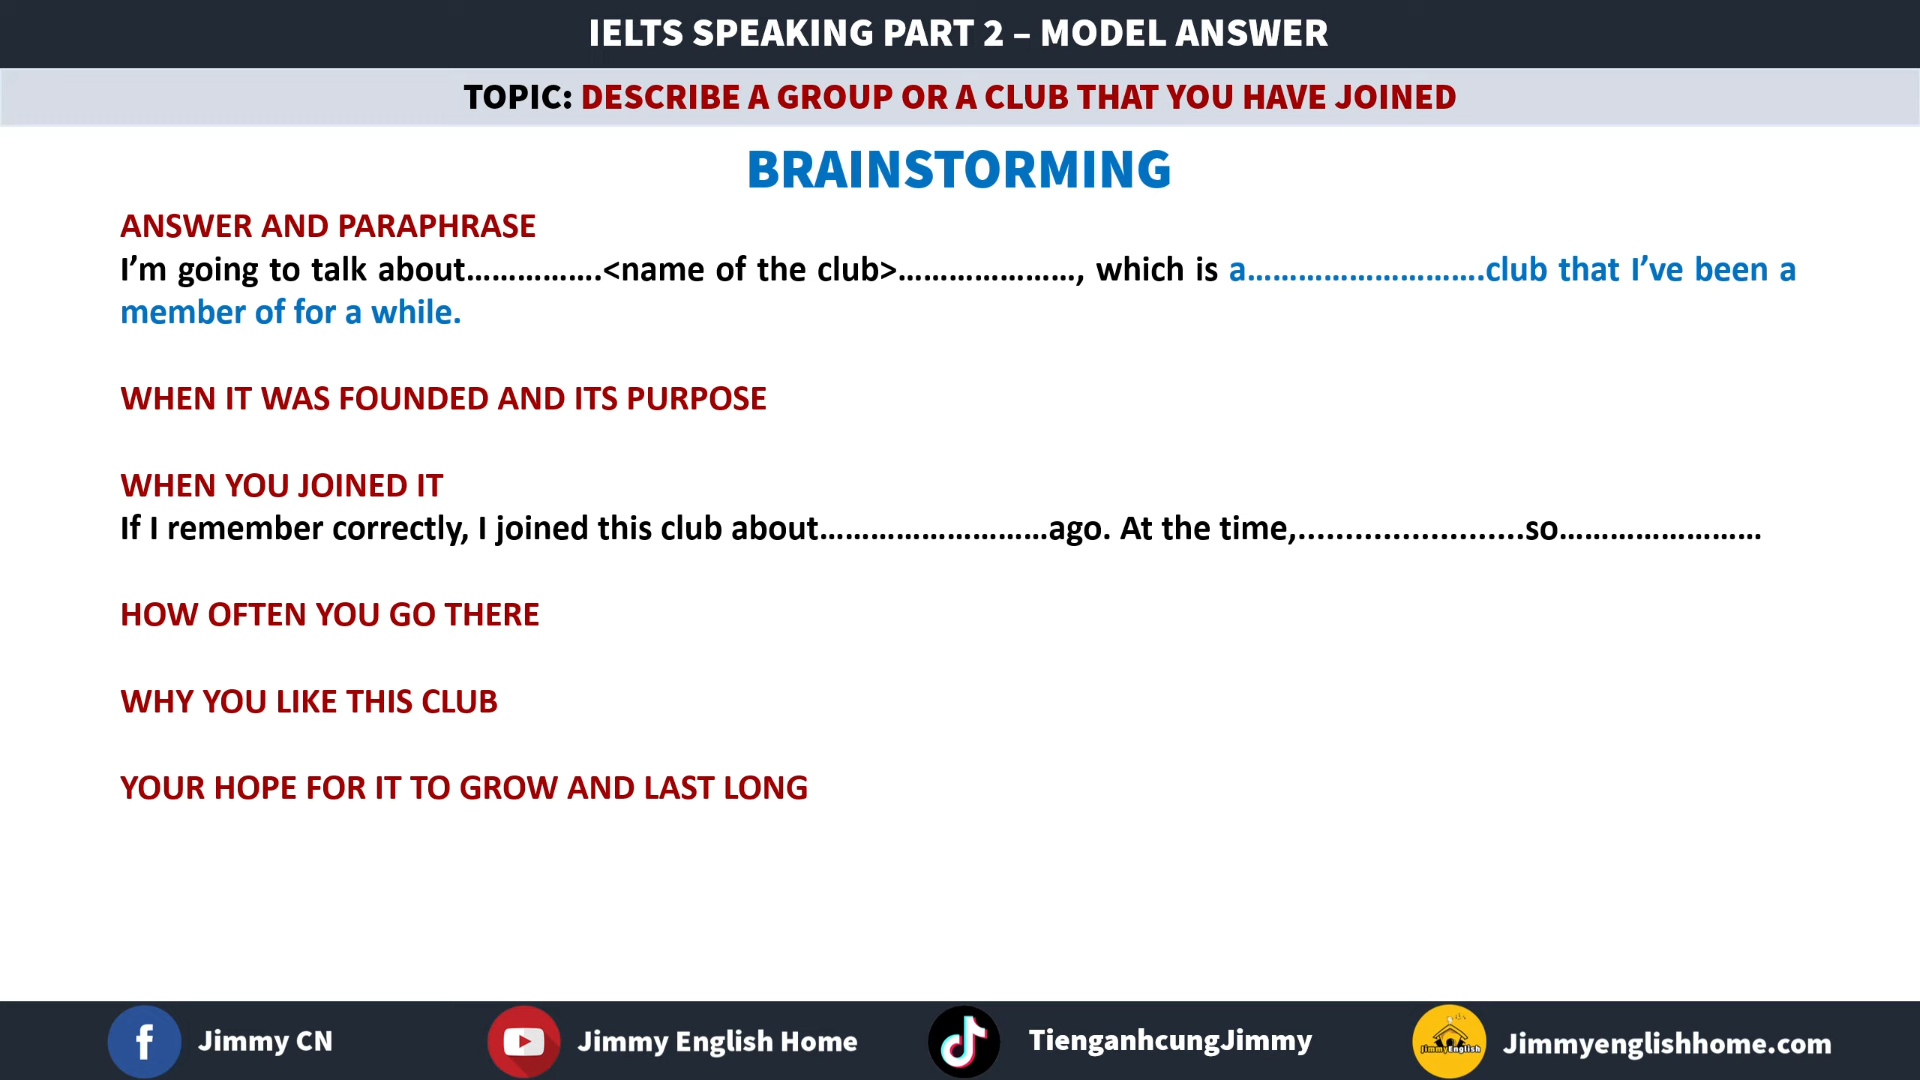 IELTS SPEAKING PART 2 – MODEL ANSWER
TOPIC: DESCRIBE A GROUP OR A CLUB THAT YOU HAVE JOINED
BRAINSTORMING
ANSWER AND PARAPHRASE
I’m going to talk about…………….<name of the club>…………………, which is a……………………….club that I’ve been a
member of for a while.
WHEN IT WAS FOUNDED AND ITS PURPOSE
WHEN YOU JOINED IT
If I remember correctly, I joined this club about………………………ago. At the time,........................so……………………
HOW OFTEN YOU GO THERE
WHY YOU LIKE THIS CLUB
YOUR HOPE FOR IT TO GROW AND LAST LONG
Jimmy CN
Jimmy English Home
TienganhcungJimmy
JimmyEnglish
Jimmyenglishhome.com